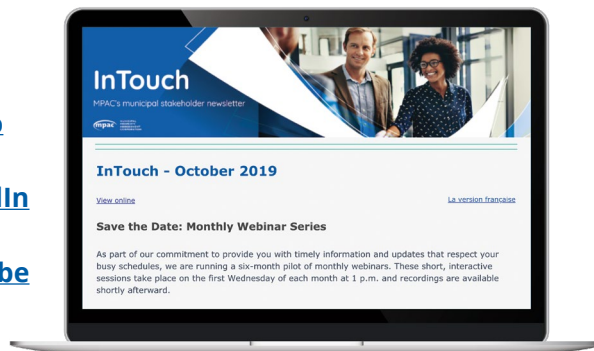 InTouch
MPAC's municipal stakeholder newsletter
mpac
InTouch - October 2019
View online
La version française
Save the Date: Monthly Webinar Series
As part of our commitment to provide you with timely information and updates that respect your
busy schedules, we are running a six-month pilot of monthly webinars. These short, interactive
sessions take place on the first Wednesday of each month at 1 p.m. and recordings are available
shortly afterward.
dIn
be